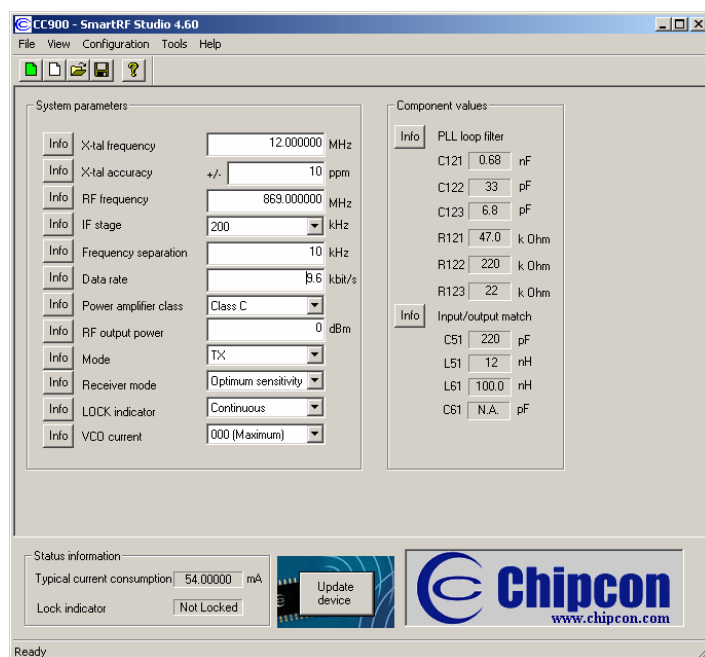 CC900 - SmartRF Studio 4.60
File View Configuration Tools Help
System parameters
Info X-tal frequency 12.000000 MHz
Info X-tal accuracy +/- 10 ppm
Info RF frequency 869.000000 MHz
Info IF stage 200 kHz
Info Frequency separation 10 kHz
Info Data rate 9.6 kbit/s
Info Power amplifier class Class C
Info RF output power 0 dBm
Info Mode TX
Info Receiver mode Optimum sensitivity
Info LOCK indicator Continuous
Info VCO current 000 (Maximum)
Component values
Info PLL loop filter
C121 0.68 nF
C122 33 pF
C123 6.8 pF
R121 47.0 k Ohm
R122 220 k Ohm
R123 22 k Ohm
Info Input/output match
C51 220 pF
L51 12 nH
L61 100.0 nH
C61 N.A. pF
Status information
Typical current consumption 54.00000 mA
Lock indicator Not Locked
Update
device
Chipcon
www.chipcon.com
Ready